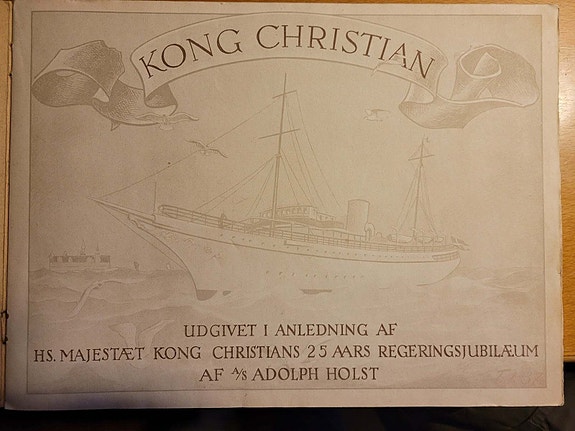 KONG CHRISTIAN
UDGIVET I ANLEDNING AF
HS. MAJESTÆT KONG CHRISTIANS 25 AARS REGERINGSJUBILÆUM
AF A/S ADOLPH HOLST